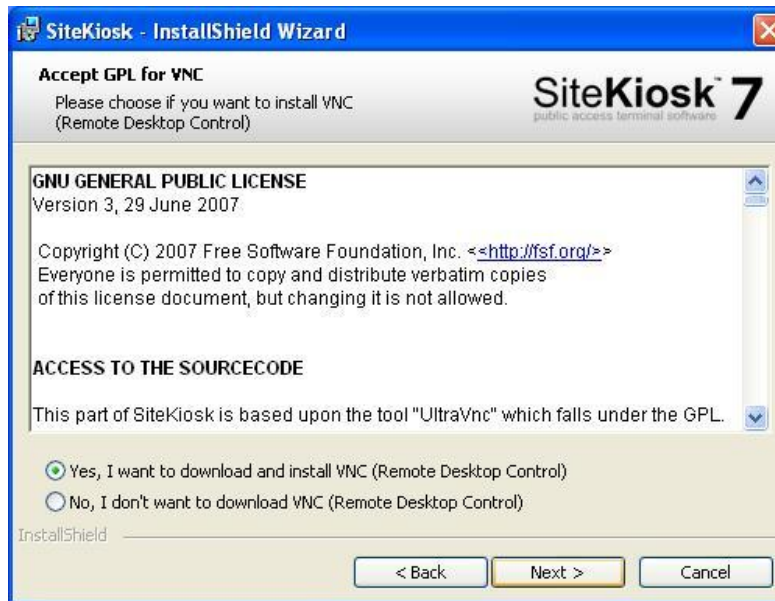 SiteKiosk - InstallShield Wizard
Accept GPL for VNC
Please choose if you want to install VNC
(Remote Desktop Control)
SiteKiosk™ 7
public access terminal software
GNU GENERAL PUBLIC LICENSE
Version 3, 29 June 2007
Copyright (C) 2007 Free Software Foundation, Inc. <<http://fsf.org/>>
Everyone is permitted to copy and distribute verbatim copies
of this license document, but changing it is not allowed.
ACCESS TO THE SOURCECODE
This part of SiteKiosk is based upon the tool "UltraVnc" which falls under the GPL.
Yes, I want to download and install VNC (Remote Desktop Control)
No, I don't want to download VNC (Remote Desktop Control)
InstallShield
< Back
Next >
Cancel